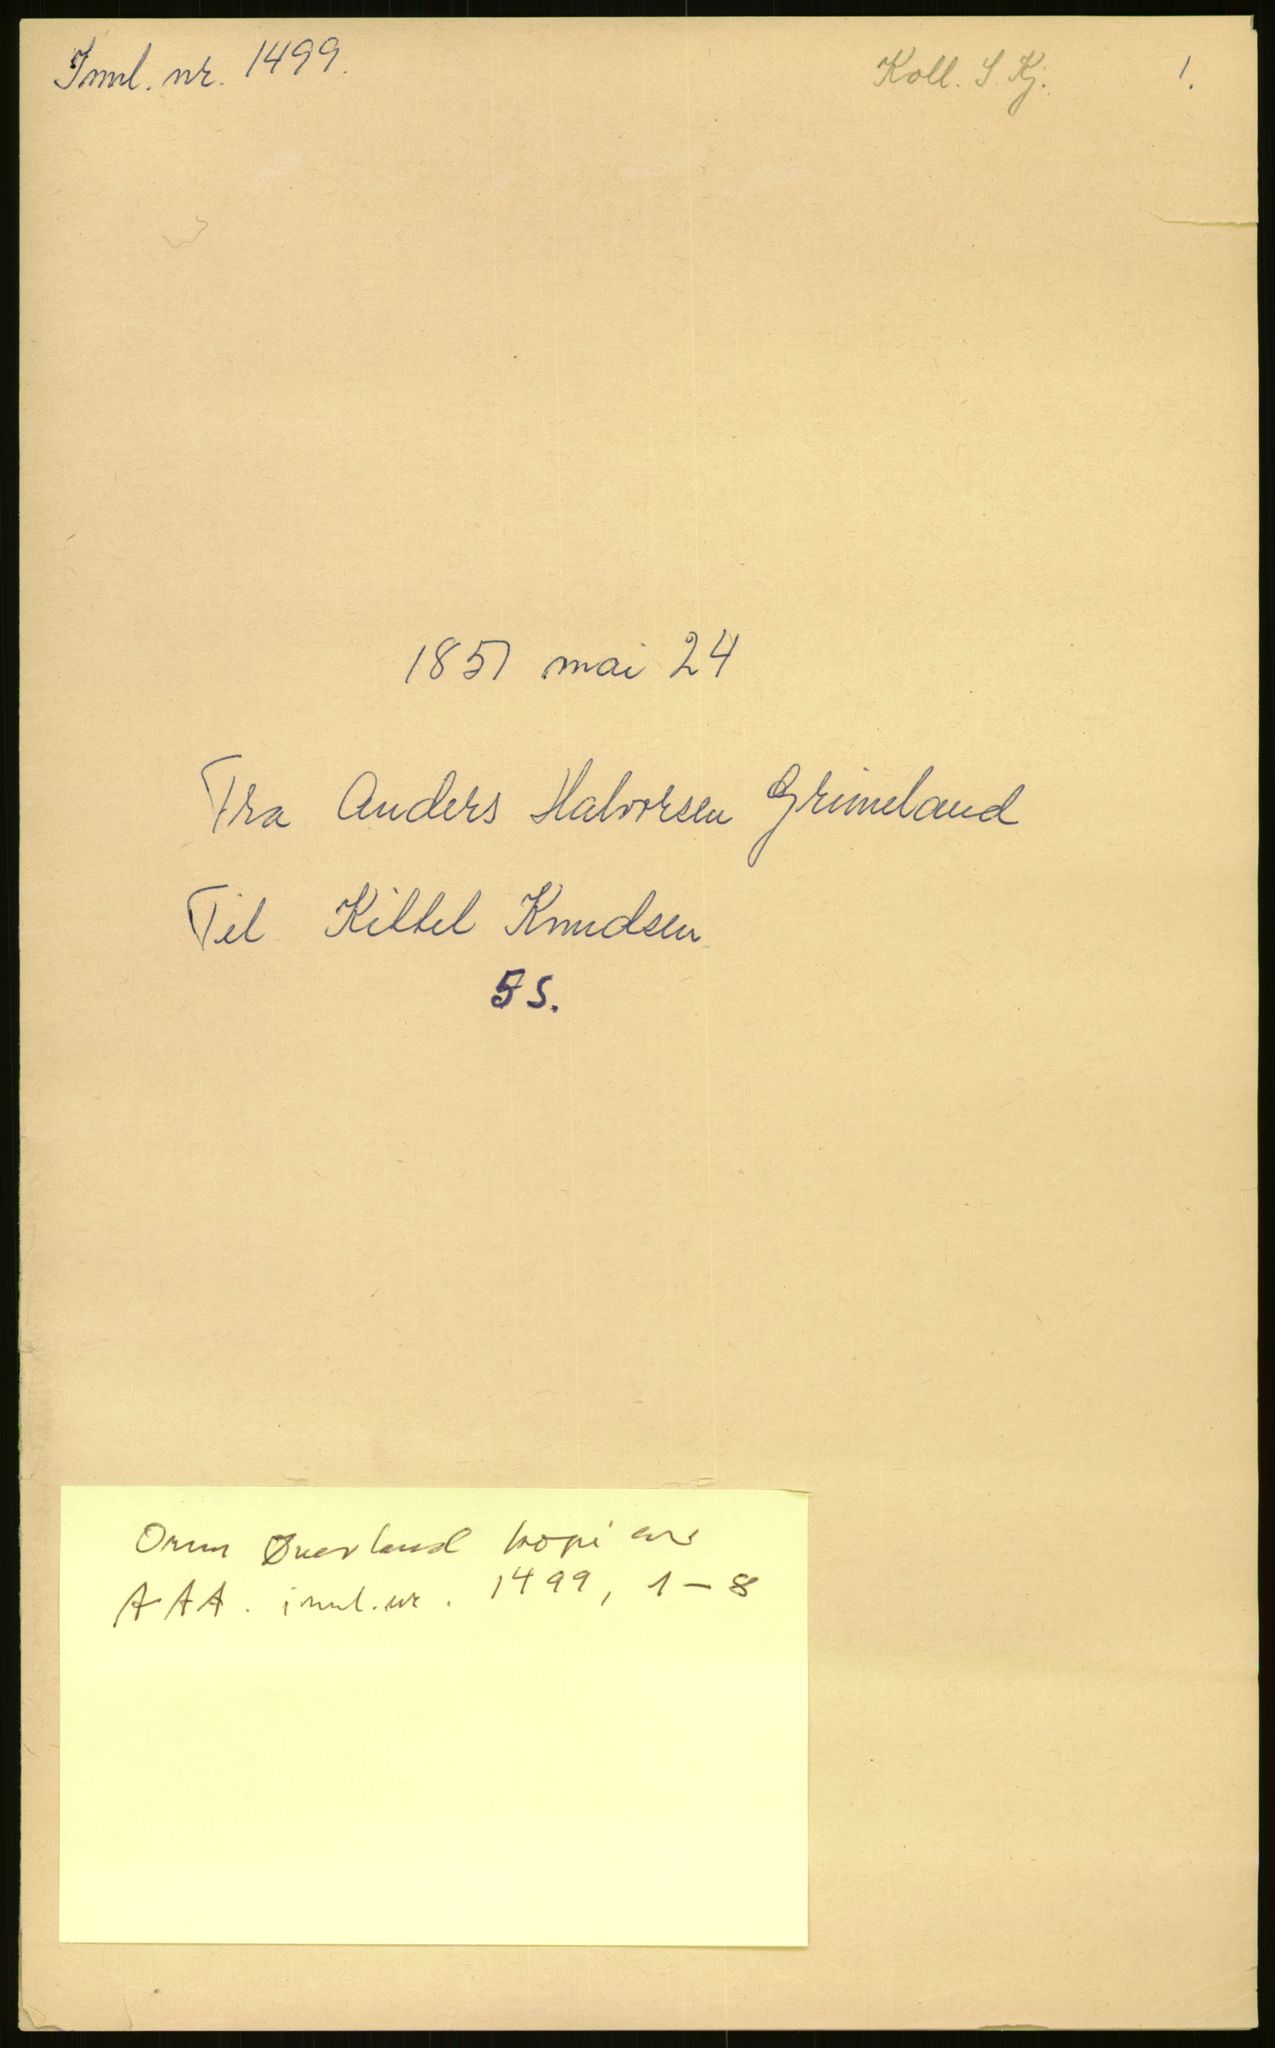 Innl. nr. 1499.
Koll. S. Kj. 1.
1851 mai 24
Fra Anders Halvorsen Grimeland
Til Kittel Knudsen
5 s.
Orm Øverland kopi
AAA. innl. nr. 1499, 1-8